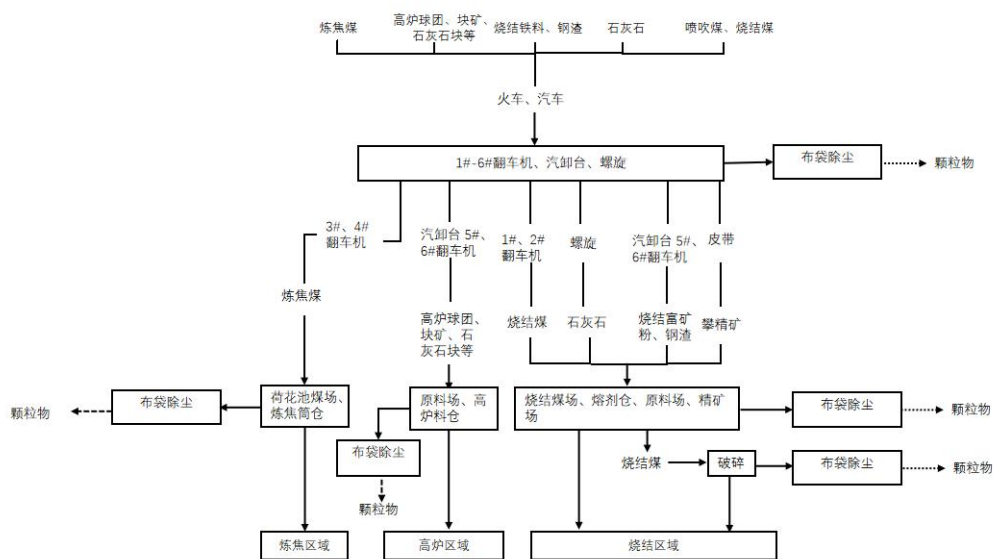 炼焦煤
高炉球团、块矿、
石灰石块等
烧结铁料、钢渣
石灰石
喷吹煤、烧结煤
火车、汽车
1#-6#翻车机、汽卸台、螺旋
布袋除尘
颗粒物
3#、4#
翻车机
汽卸台 5#、
6#翻车机
1#、2#
翻车机
螺旋
汽卸台 5#、
6#翻车机
皮带
炼焦煤
高炉球团、
块矿、石
灰石块等
烧结煤
石灰石
烧结富矿
粉、钢渣
攀精矿
颗粒物
布袋除尘
荷花池煤场、
炼焦筒仓
原料场、高
炉料仓
烧结煤场、熔剂仓、原料场、精矿
场
布袋除尘
颗粒物
布袋除尘
颗粒物
烧结煤
破碎
布袋除尘
颗粒物
炼焦区域
高炉区域
烧结区域